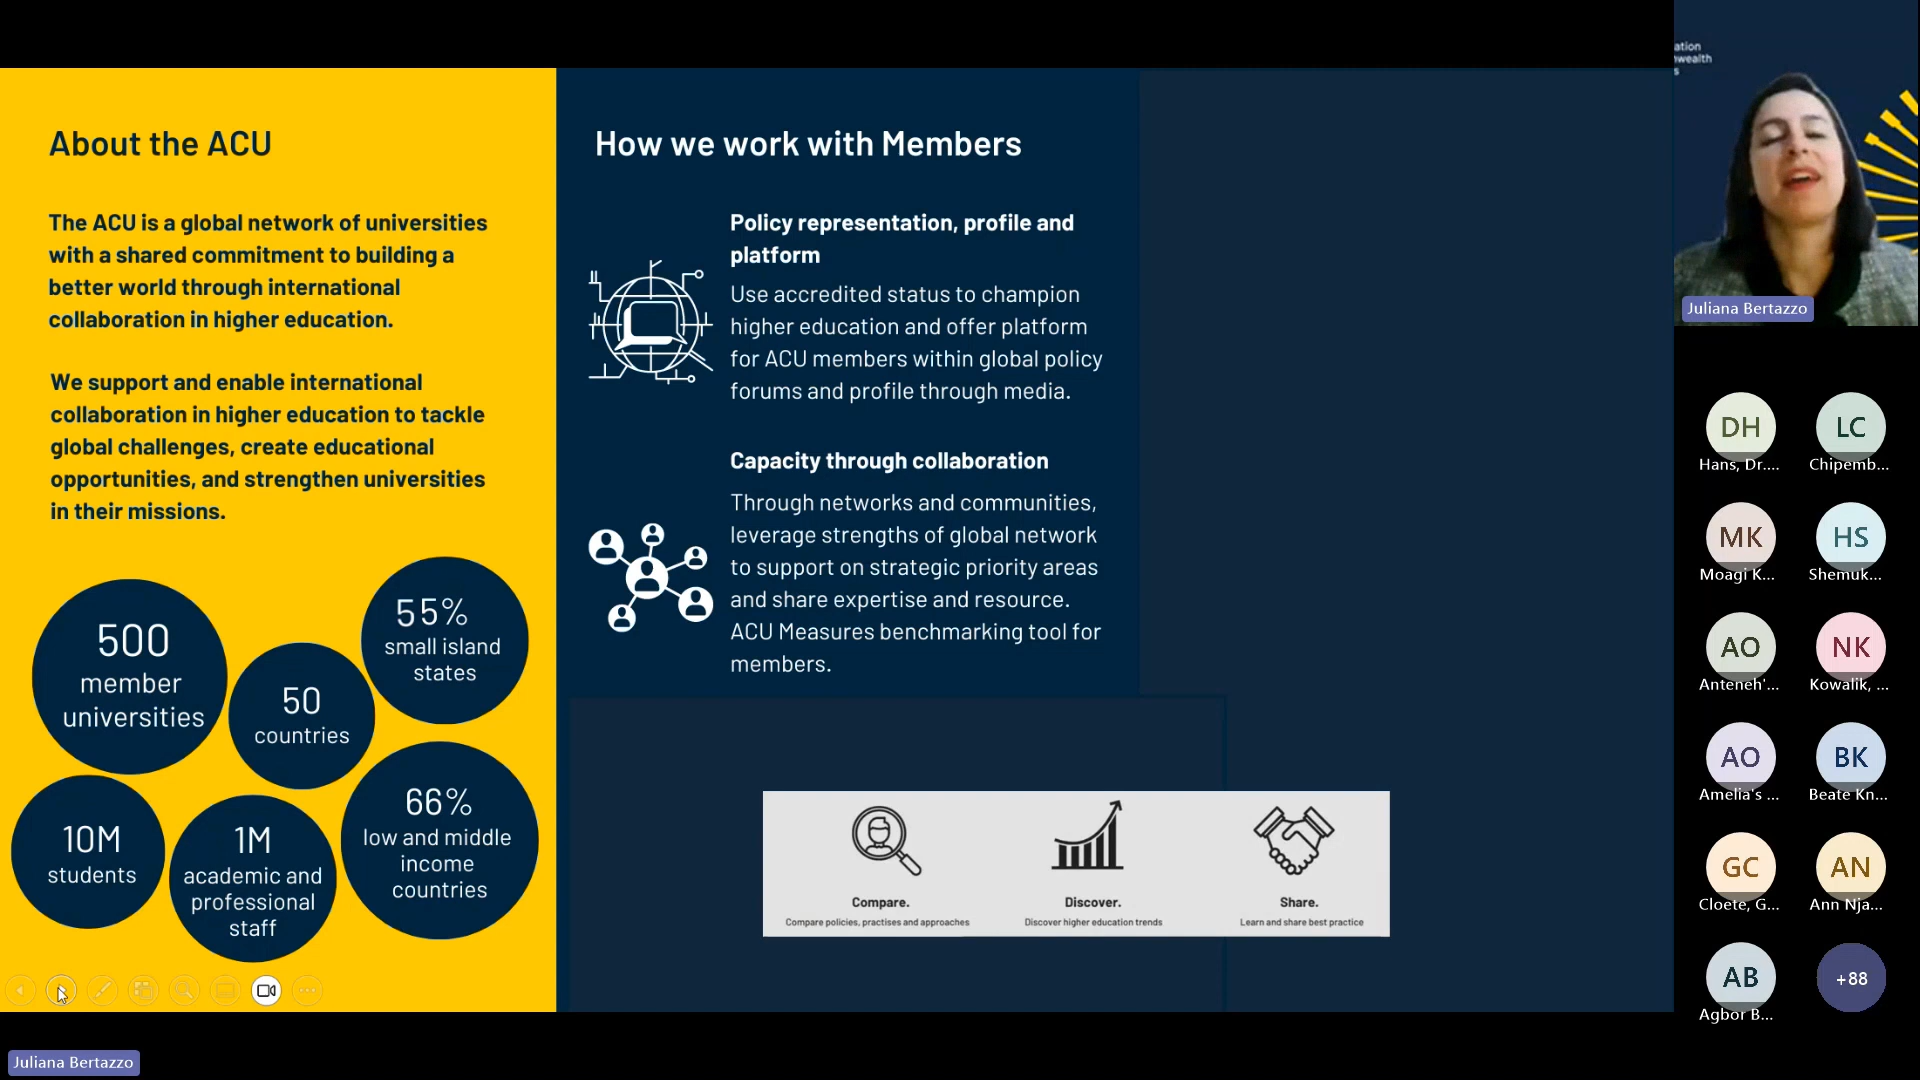 About the ACU
The ACU is a global network of universities
with a shared commitment to building a
better world through international
collaboration in higher education.
We support and enable international
collaboration in higher education to tackle
global challenges, create educational
opportunities, and strengthen universities
in their missions.
500
member
universities
50
countries
55%
small island
states
10M
students
1M
academic and
professional
staff
66%
low and middle
income
countries
How we work with Members
Policy representation, profile and
platform
Use accredited status to champion
higher education and offer platform
for ACU members within global policy
forums and profile through media.
Capacity through collaboration
Through networks and communities,
leverage strengths of global network
to support on strategic priority areas
and share expertise and resource.
ACU Measures benchmarking tool for
members.
Compare.
Compare policies, practises and approaches
Discover.
Discover higher education trends
Share.
Learn and share best practice
ation
wealth
s
Juliana Bertazzo
DH
Hans, Dr....
LC
Chipemb...
MK
Moagi K...
HS
Shemuk...
AO
Anteneh'...
NK
Kowalik, ...
AO
Amelia's ...
BK
Beate Kn...
GC
Cloete, G...
AN
Ann Nja...
AB
Agbor B...
+88
Juliana Bertazzo